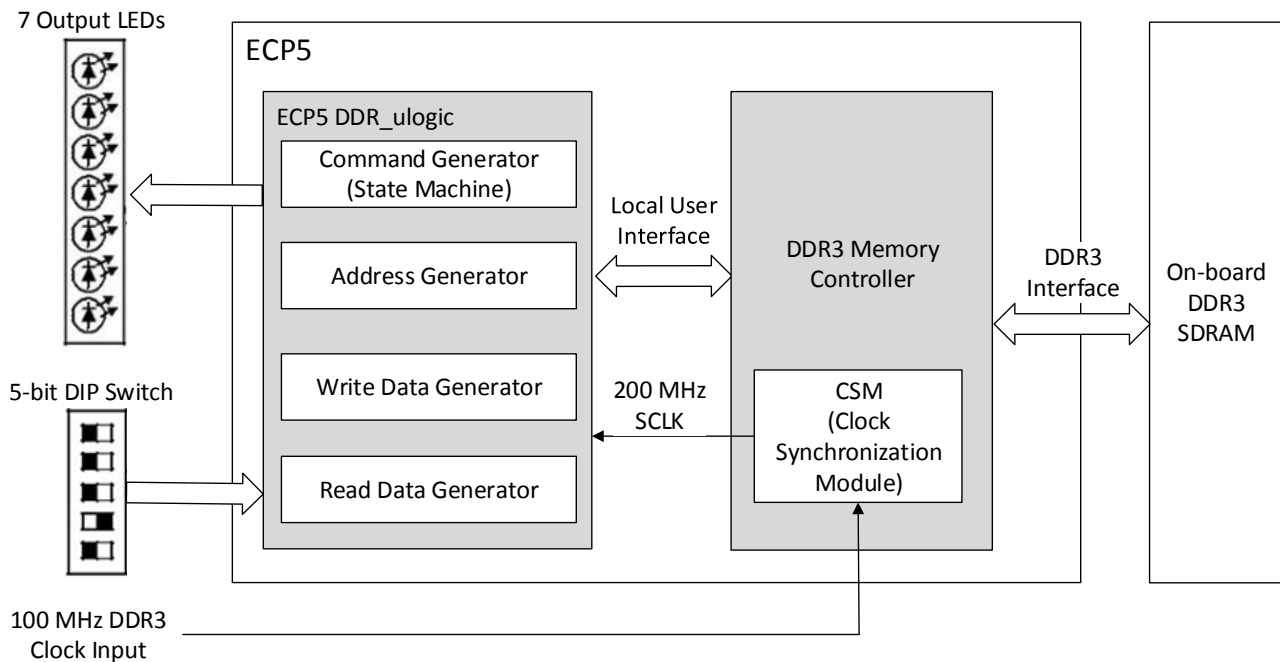 7 Output LEDs
ECP5
ECP5 DDR_ulogic
Command Generator
(State Machine)
Address Generator
Write Data Generator
Read Data Generator
Local User
Interface
200 MHz
SCLK
DDR3 Memory
Controller
CSM
(Clock
Synchronization
Module)
DDR3
Interface
On-board
DDR3
SDRAM
5-bit DIP Switch
100 MHz DDR3
Clock Input